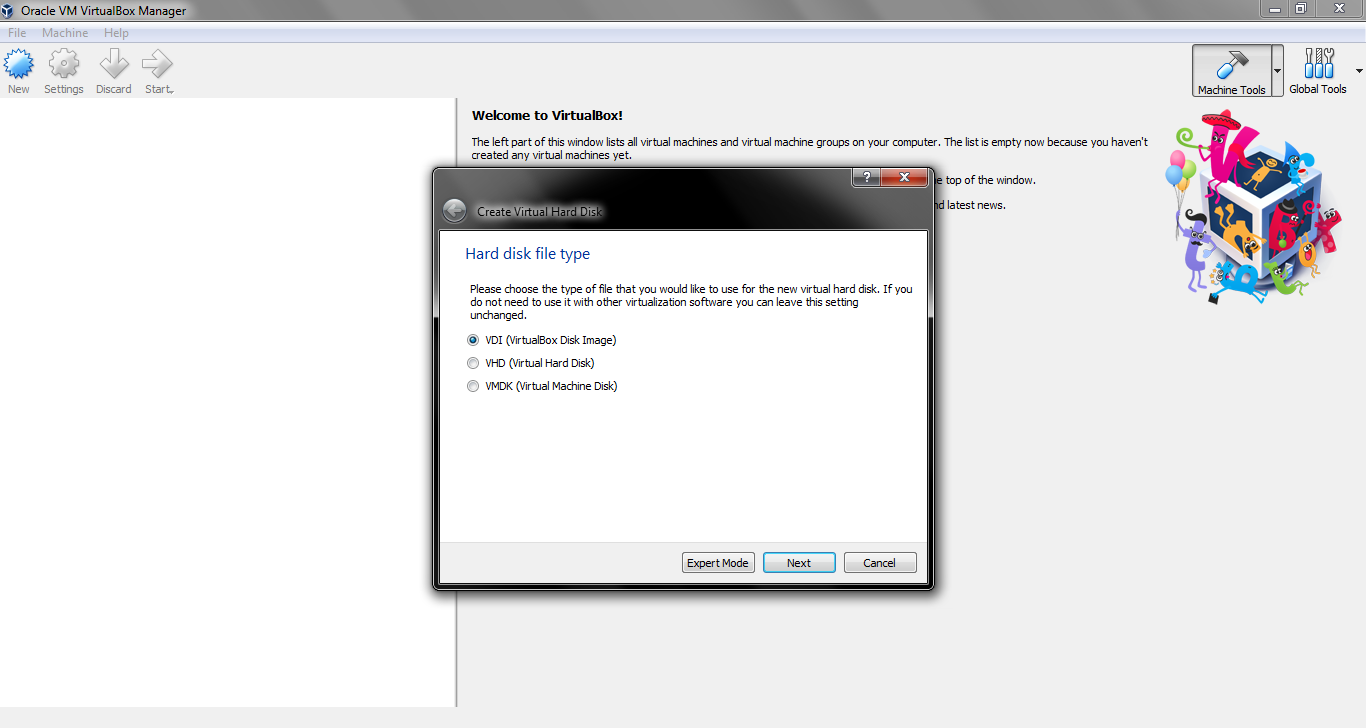 Oracle VM VirtualBox Manager
File Machine Help
New Settings Discard Start
Machine Tools Global Tools
Welcome to VirtualBox!
The left part of this window lists all virtual machines and virtual machine groups on your computer. The list is empty now because you haven't
created any virtual machines yet.
top of the window.
latest news.
?
Create Virtual Hard Disk
Hard disk file type
Please choose the type of file that you would like to use for the new virtual hard disk. If you
do not need to use it with other virtualization software you can leave this setting
unchanged.
VDI (VirtualBox Disk Image)
VHD (Virtual Hard Disk)
VMDK (Virtual Machine Disk)
Expert Mode Next Cancel